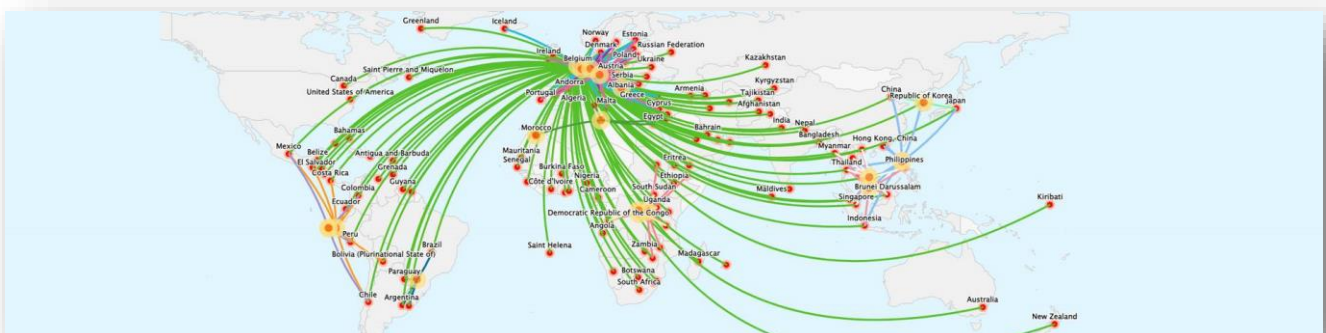 Greenland
Iceland
Norway
Estonia
Denmark
Russian Federation
Ireland
Poland
Belgium
Ukraine
Kazakhstan
Austria
Saint Pierre and Miquelon
Serbia
Canada
Andorra
Albania
Kyrgyzstan
United States of America
Portugal
Algeria
Malta
Greece
Armenia
Cyprus
Tajikistan
Afghanistan
China
Republic of Korea
Japan
Egypt
India
Nepal
Bahamas
Morocco
Bahrain
Bangladesh
Hong Kong, China
Mexico
Belize
Antigua and Barbuda
Mauritania
Myanmar
El Salvador
Senegal
Eritrea
Thailand
Philippines
Costa Rica
Grenada
Burkina Faso
Ethiopia
Guyana
Côte d'Ivoire
Nigeria
South Sudan
Maldives
Brunei Darussalam
Colombia
Cameroon
Singapore
Kiribati
Ecuador
Uganda
Democratic Republic of the Congo
Indonesia
Peru
Angola
Brazil
Saint Helena
Zambia
Madagascar
Bolivia (Plurinational State of)
Paraguay
Botswana
South Africa
Chile
Argentina
Australia
New Zealand